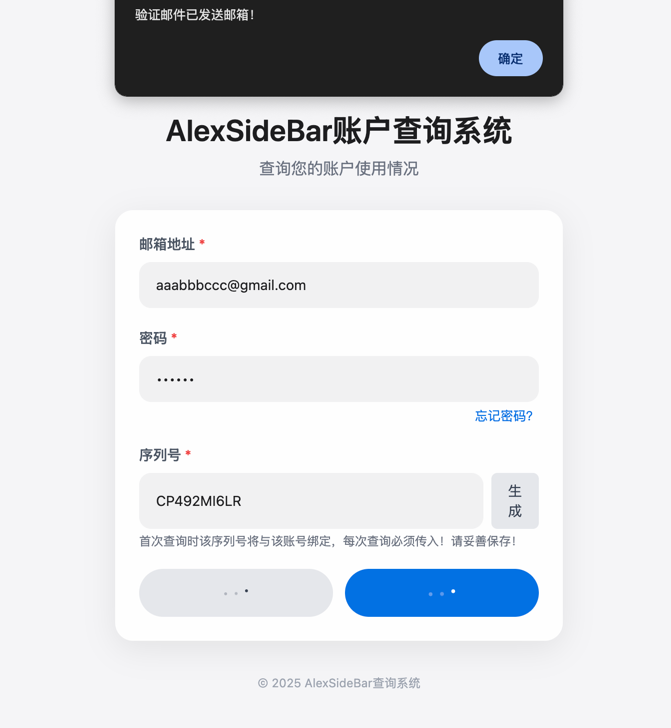 验证邮件已发送邮箱！
确定
AlexSideBar账户查询系统
查询您的账户使用情况
邮箱地址 *
aaabbbccc@gmail.com
密码 *
••••••
忘记密码?
序列号 *
CP492MI6LR
生
成
首次查询时该序列号将与该账号绑定，每次查询必须传入！请妥善保存！
© 2025 AlexSideBar查询系统